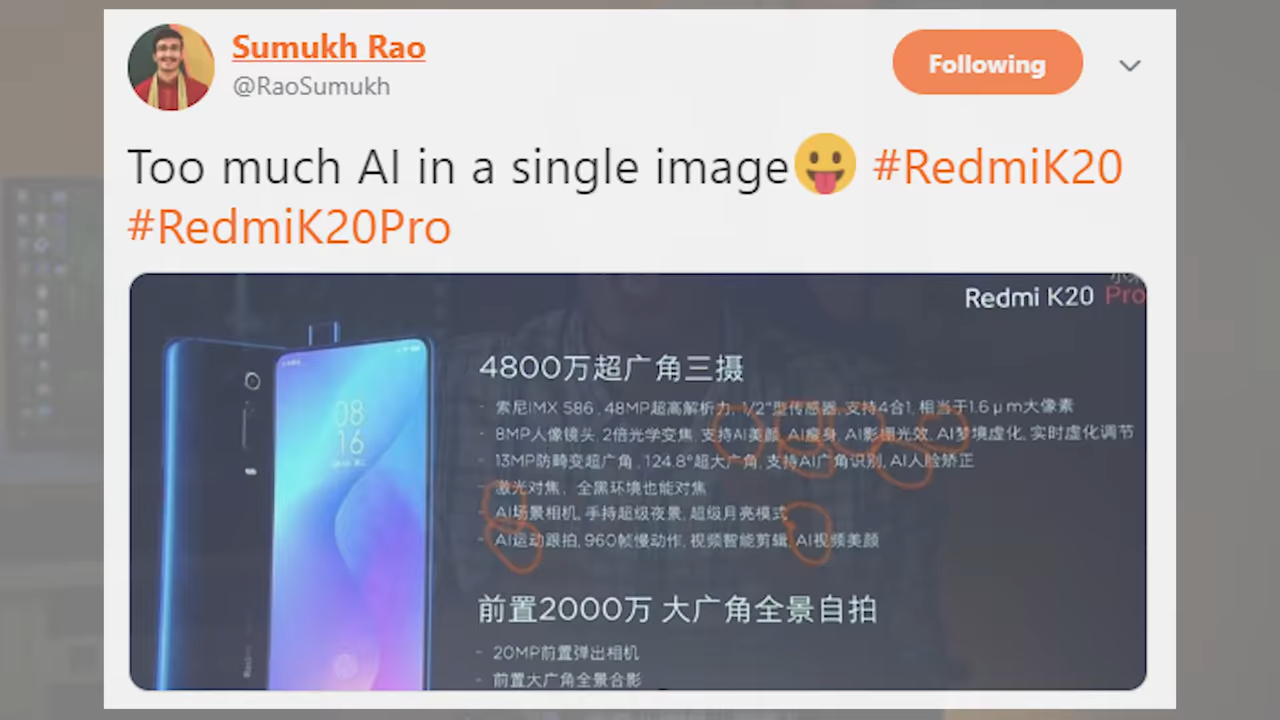 Sumukh Rao
@RaoSumukh
Following
Too much AI in a single image😛 #RedmiK20
#RedmiK20Pro
Redmi K20 Pro
08
16
4800万超广角三摄
- 索尼IMX 586, 48MP超高解析力, 1/2"型传感器, 支持4合1, 相当于1.6μm大像素
- 8MP人像镜头, 2倍光学变焦, 支持AI美颜, AI瘦身, AI影棚光效, AI梦境虚化, 实时虚化调节
- 13MP防畸变超广角, 124.8°超大广角, 支持AI广角识别, AI人脸矫正
- 激光对焦, 全黑环境也能对焦
- AI场景相机, 手持超级夜景, 超级月亮模式
- AI运动跟拍, 960帧慢动作, 视频智能剪辑, AI视频美颜
前置2000万 大广角全景自拍
- 20MP前置弹出相机
- 前置大广角全景合影